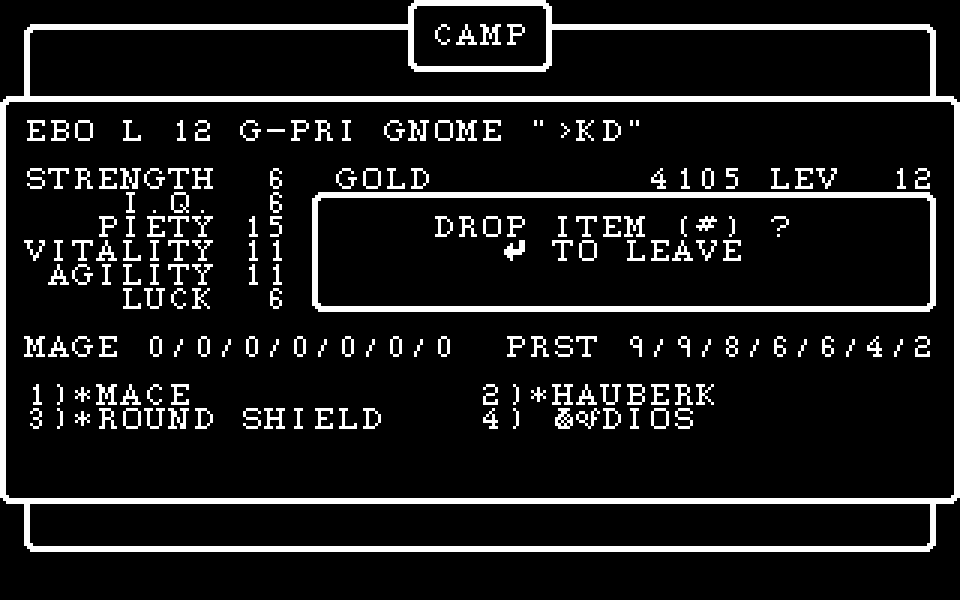 CAMP
EBO L 12 G-PRI GNOME ">KD"
STRENGTH 6 GOLD 4105 LEV 12
I.Q. 6
PIETY 15 DROP ITEM (#) ?
VITALITY 11 ↵ TO LEAVE
AGILITY 11
LUCK 6
MAGE 0/0/0/0/0/0/0 PRST 9/9/8/6/6/4/2
1)*MACE 2)*HAUBERK
3)*ROUND SHIELD 4) DIOS